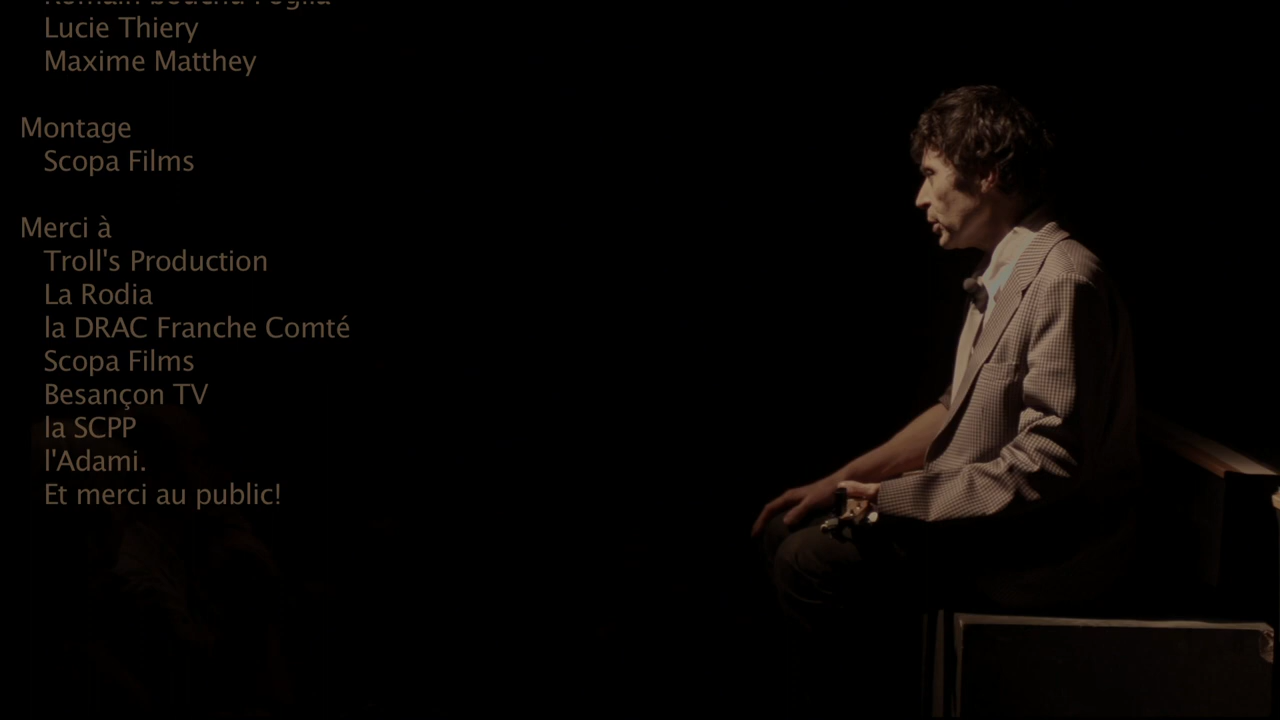 Lucie Thiery
Maxime Matthey
Montage
Scopa Films
Merci à
Troll's Production
La Rodia
la DRAC Franche Comté
Scopa Films
Besançon TV
la SCPP
l'Adami.
Et merci au public!